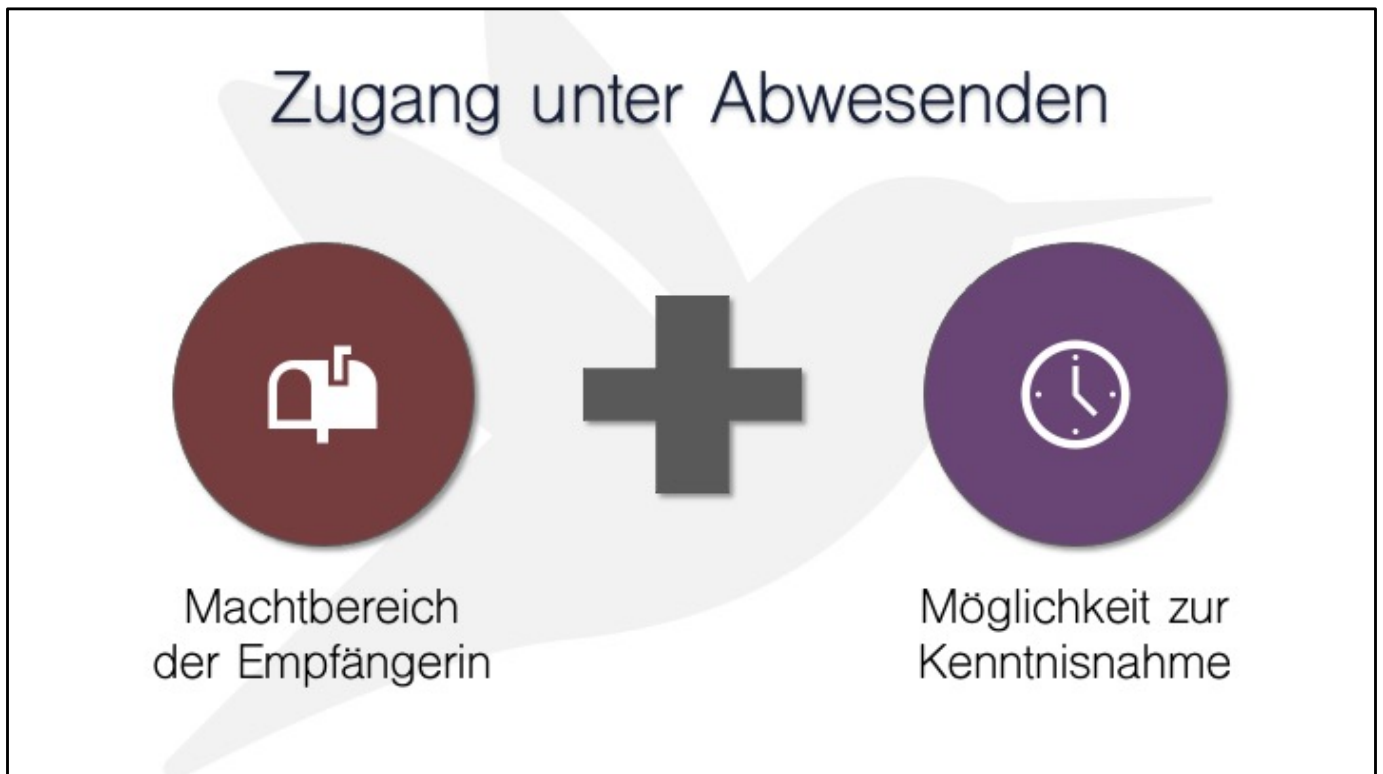 Zugang unter Abwesenden
Machtbereich
der Empfängerin
Möglichkeit zur
Kenntnisnahme